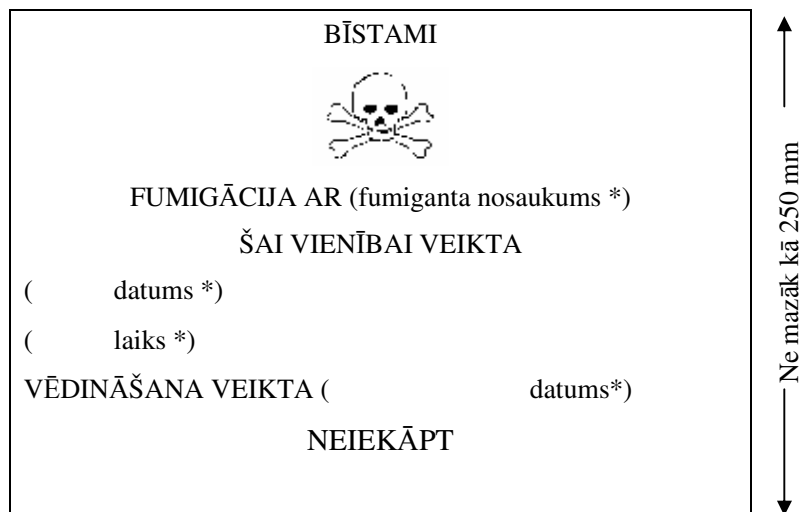 BĪSTAMI
FUMIGĀCIJA AR (fumiganta nosaukums *)
ŠAI VIENĪBAI VEIKTA
( datums *)
( laiks *)
VĒDINĀŠANA VEIKTA ( datums*)
NEIEKĀPT
Ne mazāk kā 250 mm